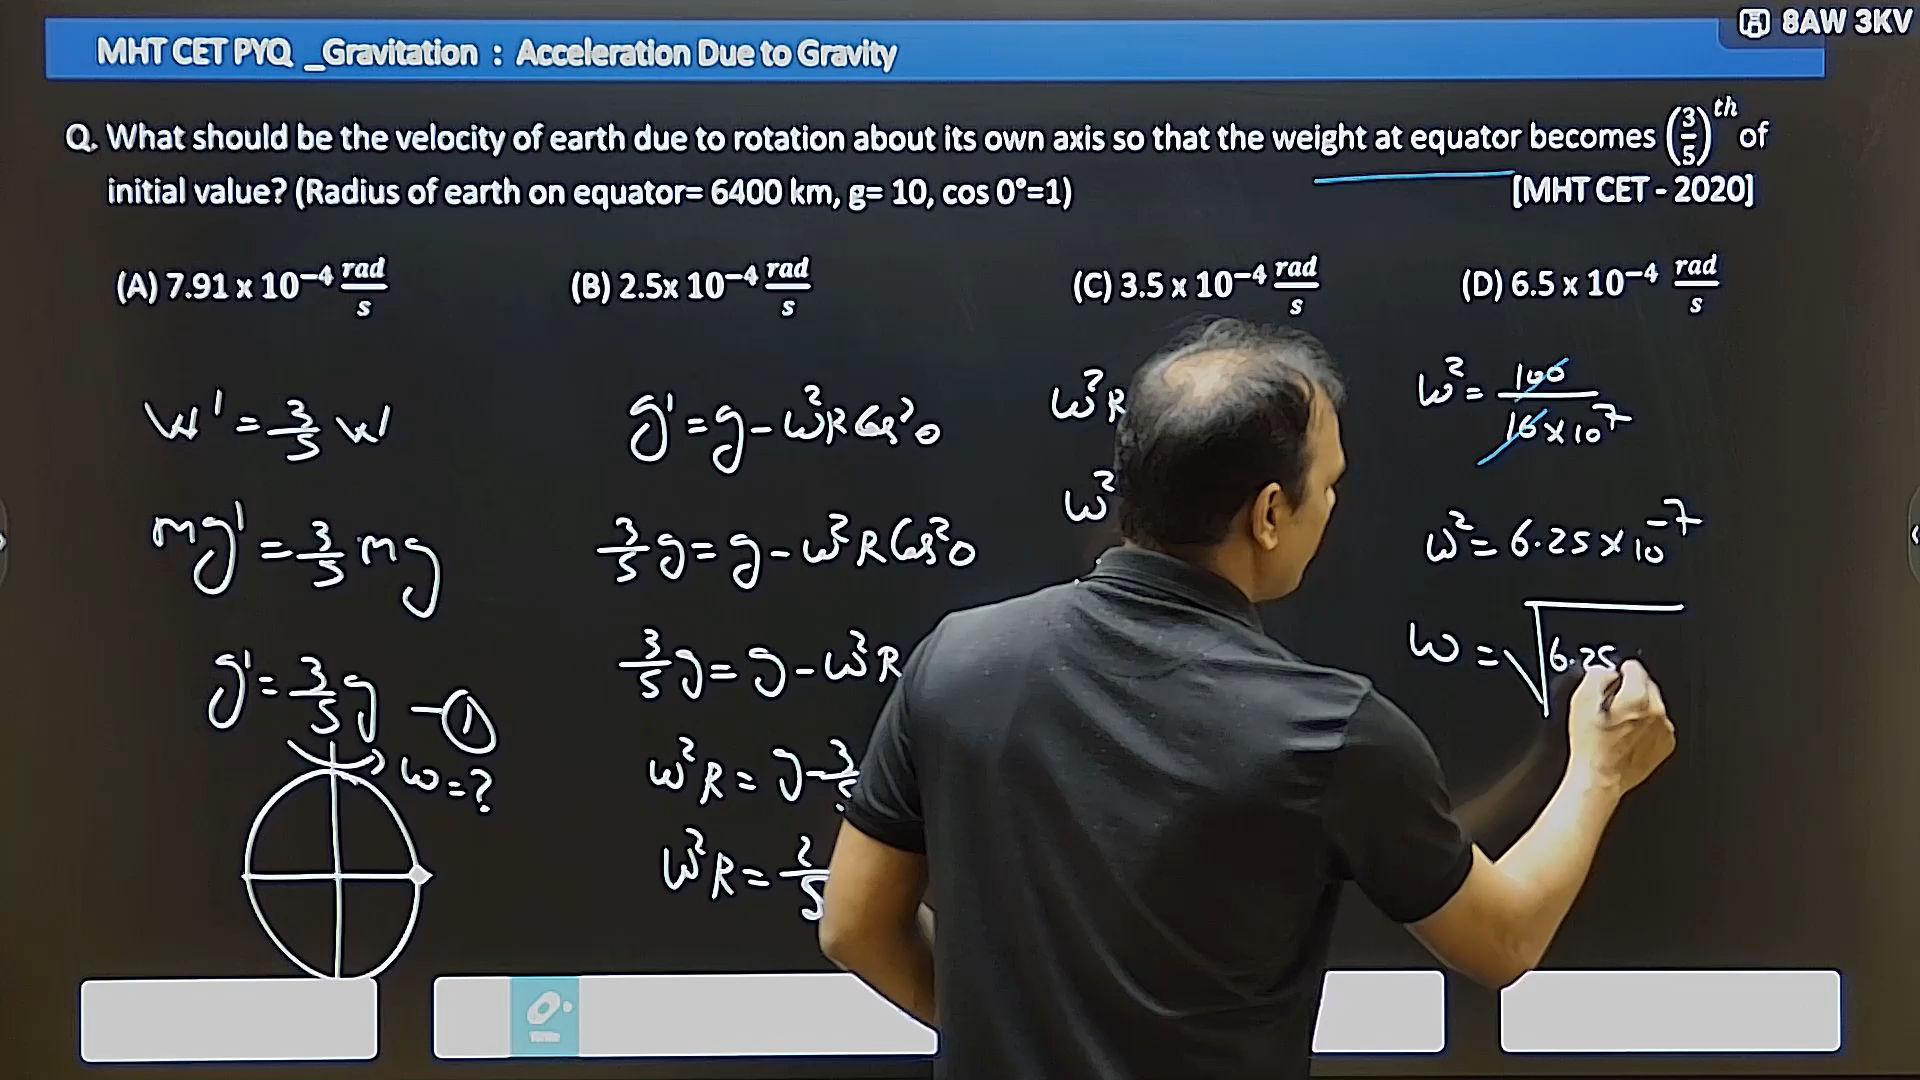 8AW 3KV
MHT CET PYQ _Gravitation : Acceleration Due to Gravity
Q. What should be the velocity of earth due to rotation about its own axis so that the weight at equator becomes (3/5)^th of
initial value? (Radius of earth on equator= 6400 km, g= 10, cos 0°=1) [MHT CET - 2020]
(A) 7.91 x 10^−4 rad/s (B) 2.5x 10^−4 rad/s (C) 3.5 x 10^−4 rad/s (D) 6.5 x 10^−4 rad/s
W' = 3/5 W
mg' = 3/5 mg
g' = 3/5 g - ①
ω = ?
g' = g - ω²R Cos²0
3/5 g = g - ω²R Cos²0
3/5 g = g - ω²R
ω²R = g - 3/5
ω²R = 2/5
ω²R
ω²
ω² = 100/16×10^7
ω² = 6.25 × 10^-7
ω = √6.25